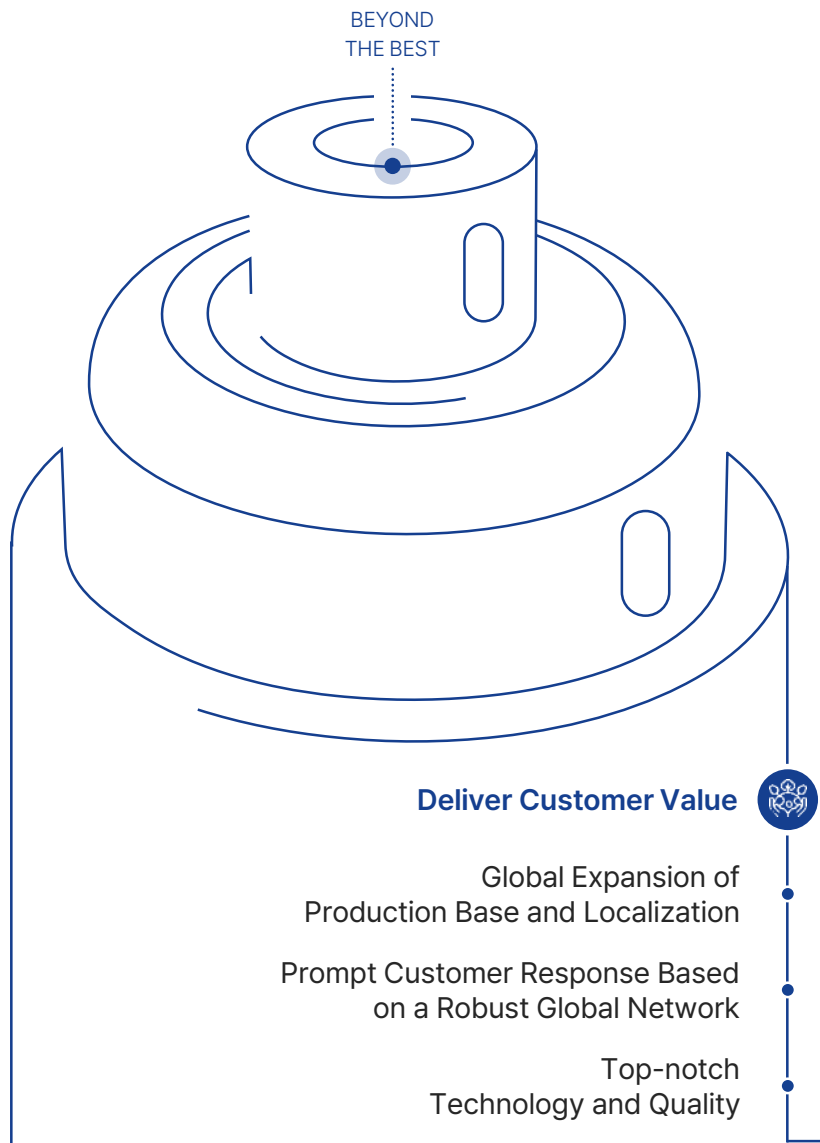 BEYOND
THE BEST
Deliver Customer Value
Global Expansion of
Production Base and Localization
Prompt Customer Response Based
on a Robust Global Network
Top-notch
Technology and Quality